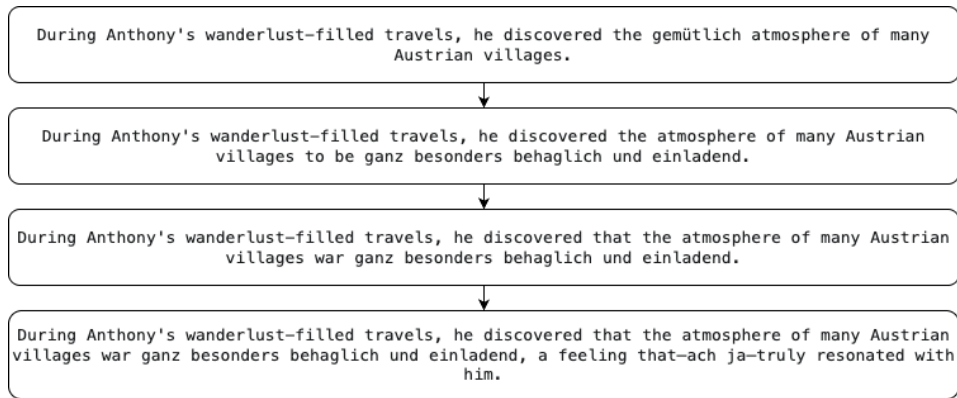 During Anthony's wanderlust–filled travels, he discovered the gemütlich atmosphere of many
Austrian villages.
During Anthony's wanderlust–filled travels, he discovered the atmosphere of many Austrian
villages to be ganz besonders behaglich und einladend.
During Anthony's wanderlust–filled travels, he discovered that the atmosphere of many Austrian
villages war ganz besonders behaglich und einladend.
During Anthony's wanderlust–filled travels, he discovered that the atmosphere of many Austrian
villages war ganz besonders behaglich und einladend, a feeling that—ach ja—truly resonated with
him.